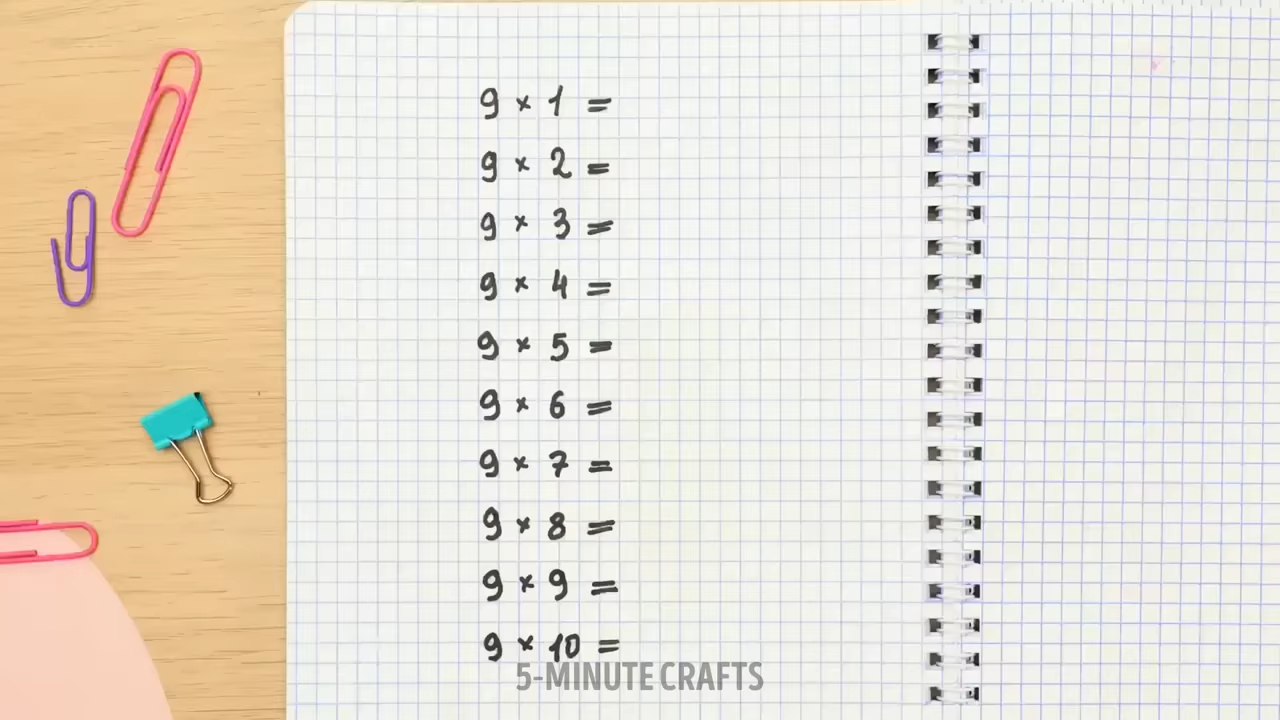 9 × 1 =
9 × 2 =
9 × 3 =
9 × 4 =
9 × 5 =
9 × 6 =
9 × 7 =
9 × 8 =
9 × 9 =
9 × 10 =
5-MINUTE CRAFTS